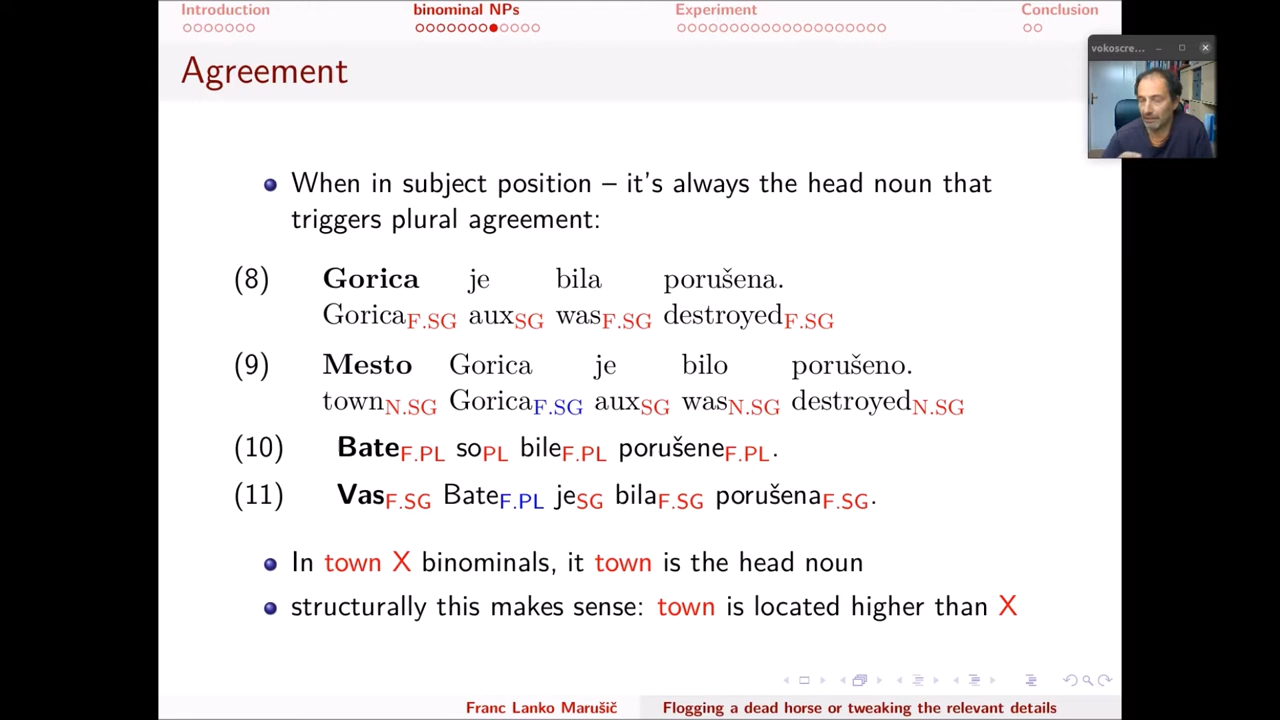 Introduction binominal NPs Experiment Conclusion
vokoscre...
Agreement
When in subject position – it's always the head noun that
triggers plural agreement:
(8) Gorica je bila porušena.
GoricaF.SG auxSG wasF.SG destroyedF.SG
(9) Mesto Gorica je bilo porušeno.
townN.SG GoricaF.SG auxSG wasN.SG destroyedN.SG
(10) BateF.PL soPL bileF.PL porušeneF.PL.
(11) VasF.SG BateF.PL jeSG bilaF.SG porušenaF.SG.
In town X binominals, it town is the head noun
structurally this makes sense: town is located higher than X
Franc Lanko Marušič Flogging a dead horse or tweaking the relevant details